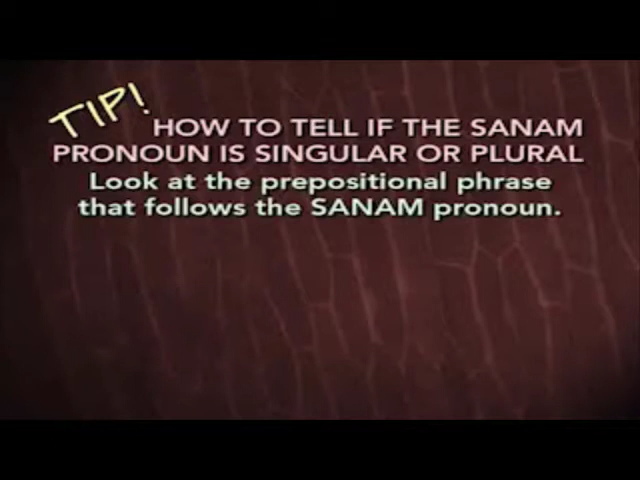 TIP!
HOW TO TELL IF THE SANAM
PRONOUN IS SINGULAR OR PLURAL
Look at the prepositional phrase
that follows the SANAM pronoun.